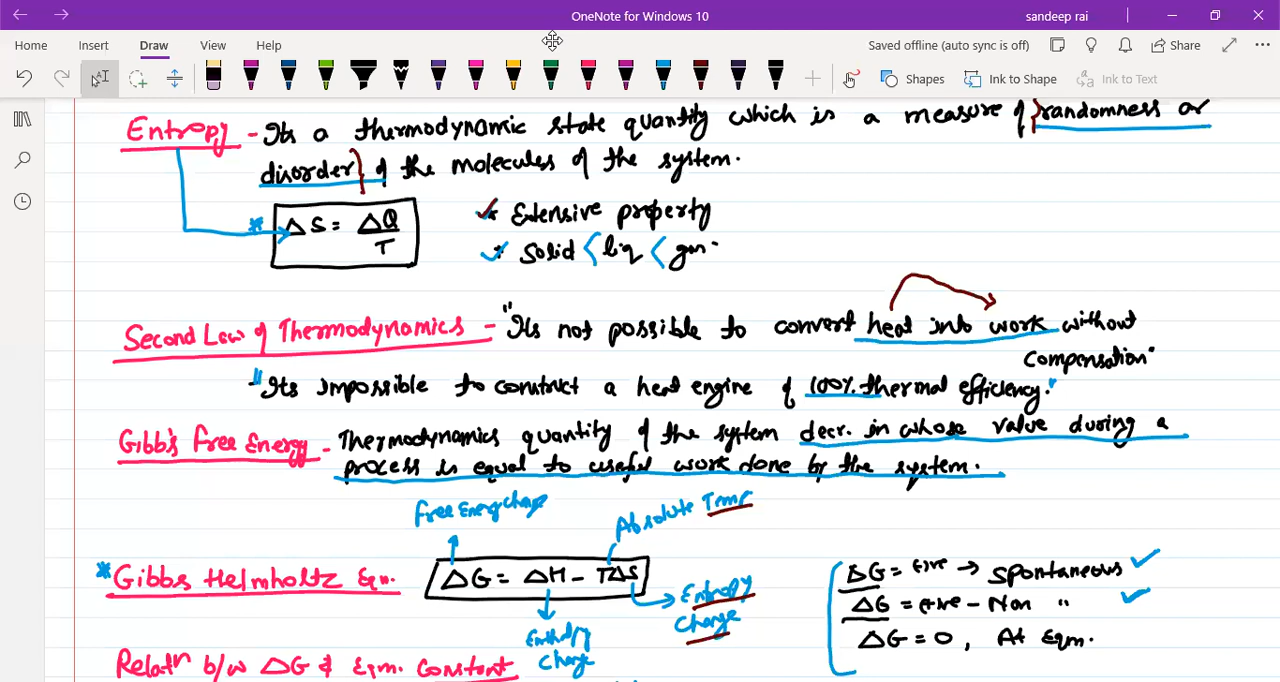 OneNote for Windows 10
sandeep rai
Home Insert Draw View Help
Saved offline (auto sync is off) Share
Shapes Ink to Shape Ink to Text
Entropy - Its a thermodynamic state quantity which is a measure of randomness or
disorder of the molecules of the system.
* ΔS = ΔQ/T
* Extensive property
* Solid < liq < gas
Second Law of Thermodynamics - "Its not possible to convert heat into work without
compensation"
"Its impossible to construct a heat engine of 100% thermal efficiency."
Gibb's Free Energy - Thermodynamics quantity of the system decr. in whose value during a
process is equal to useful work done by the system.
Free Energy Change
Absolute Temp
* Gibbs Helmholtz Eqn.
ΔG = ΔH - TΔS
Entropy
Change
Enthalpy
Change
ΔG = → Spontaneous
ΔG = +ive - Non "
ΔG = 0, At Eqm.
Relatn b/w ΔG & Eqm. Constant